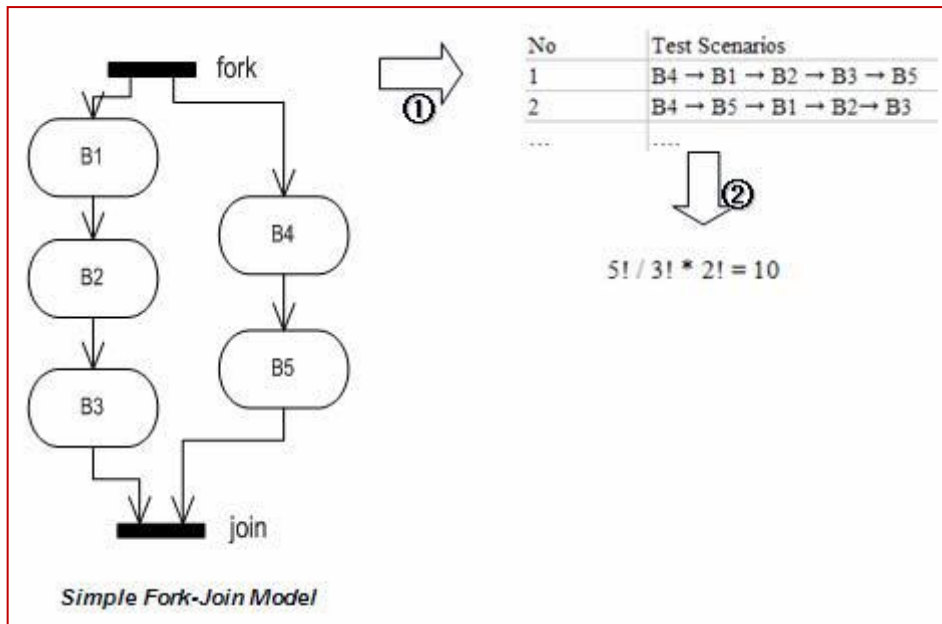 fork
B1
B2
B3
B4
B5
join
Simple Fork-Join Model
①
No Test Scenarios
1 B4 → B1 → B2 → B3 → B5
2 B4 → B5 → B1 → B2→ B3
... ....
②
5! / 3! * 2! = 10